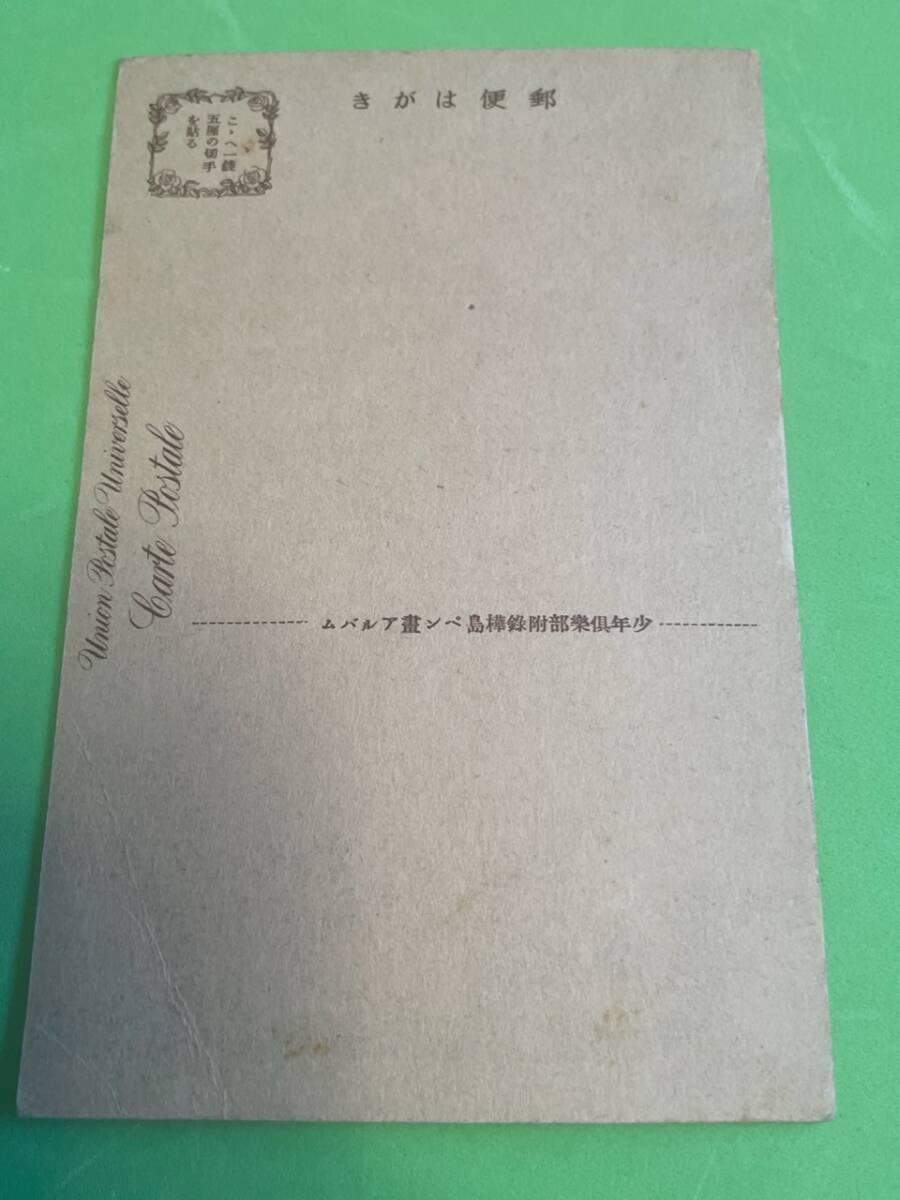 郵便はがき
こゝへ一錢
五厘の切手
を貼る
Union Postale Universelle
Carte Postale
少年倶樂部附錄樺島ペン畫アルバム